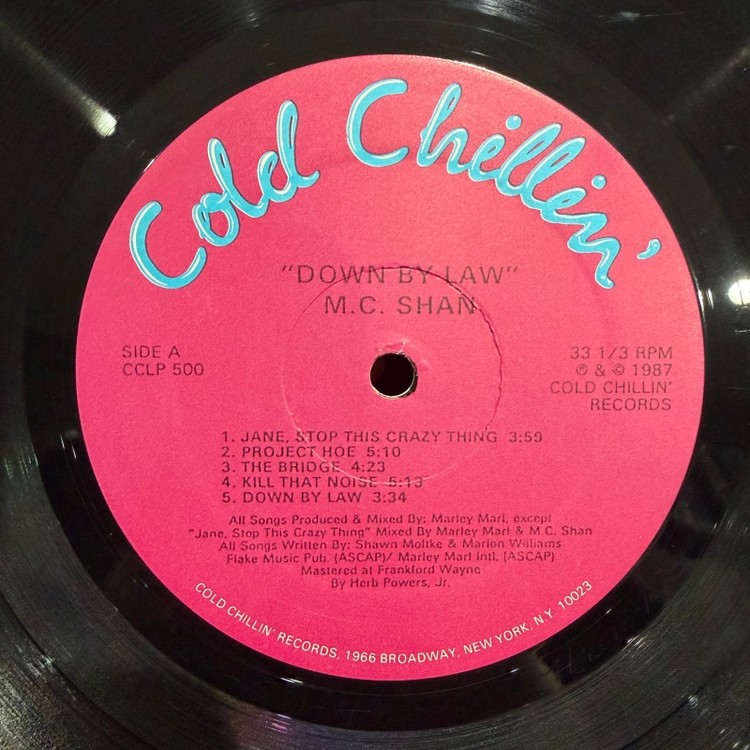 Cold Chillin'
"DOWN BY LAW"
M.C. SHAN
SIDE A
CCLP 500
33 1/3 RPM
℗ & © 1987
COLD CHILLIN'
RECORDS
1. JANE, STOP THIS CRAZY THING 3:59
2. PROJECT HOE 5:10
3. THE BRIDGE 4:23
4. KILL THAT NOISE 5:13
5. DOWN BY LAW 3:34
All Songs Produced & Mixed By: Marley Marl, except
"Jane, Stop This Crazy Thing" Mixed By Marley Marl & M.C. Shan
All Songs Written By: Shawn Moltke & Marlon Williams
Flake Music Pub. (ASCAP)/ Marley Marl Intl. (ASCAP)
Mastered at Frankford Wayne
By Herb Powers, Jr.
COLD CHILLIN' RECORDS, 1966 BROADWAY, NEW YORK, N.Y. 10023